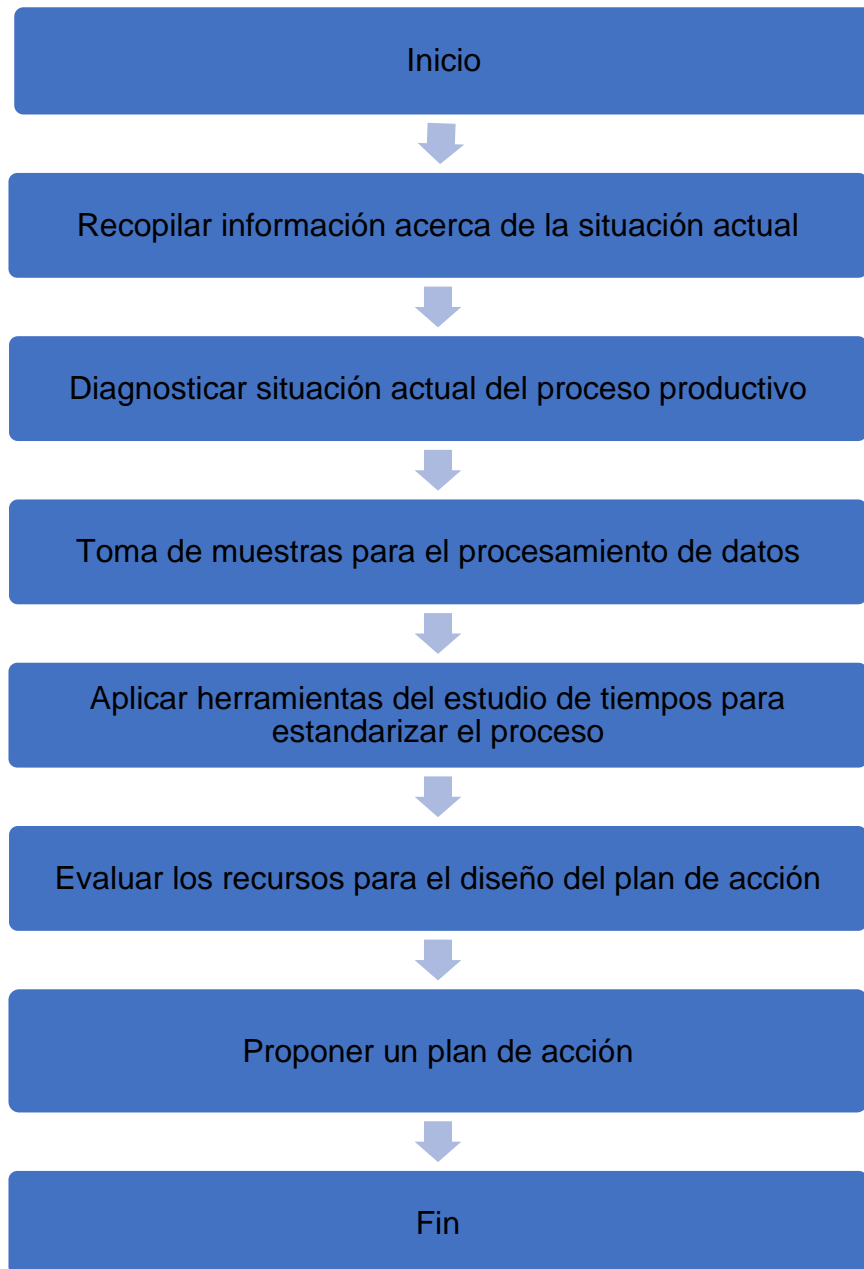 Inicio
Recopilar información acerca de la situación actual
Diagnosticar situación actual del proceso productivo
Toma de muestras para el procesamiento de datos
Aplicar herramientas del estudio de tiempos para
estandarizar el proceso
Evaluar los recursos para el diseño del plan de acción
Proponer un plan de acción
Fin